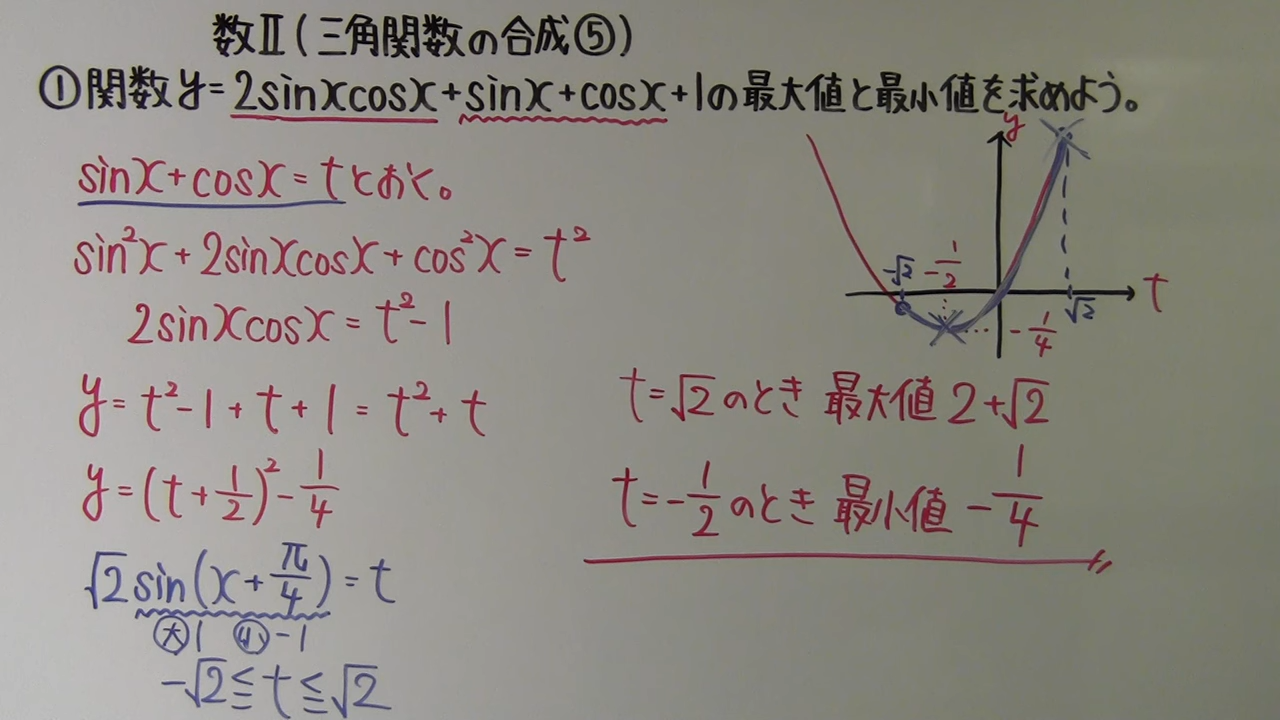 数Ⅱ(三角関数の合成⑤)
①関数y=2sinxcosx+sinx+cosx+1の最大値と最小値を求めよう。
sinx+cosx=tとおく。
sin²x+2sinxcosx+cos²x=t²
2sinxcosx=t²-1
y=t²-1+t+1=t²+t
y=(t+1/2)²-1/4
√2sin(x+π/4)=t
大1 小-1
-√2≦t≦√2
y
-√2
-1/2
t
√2
-1/4
t=√2のとき 最大値2+√2
t=-1/2のとき 最小値-1/4